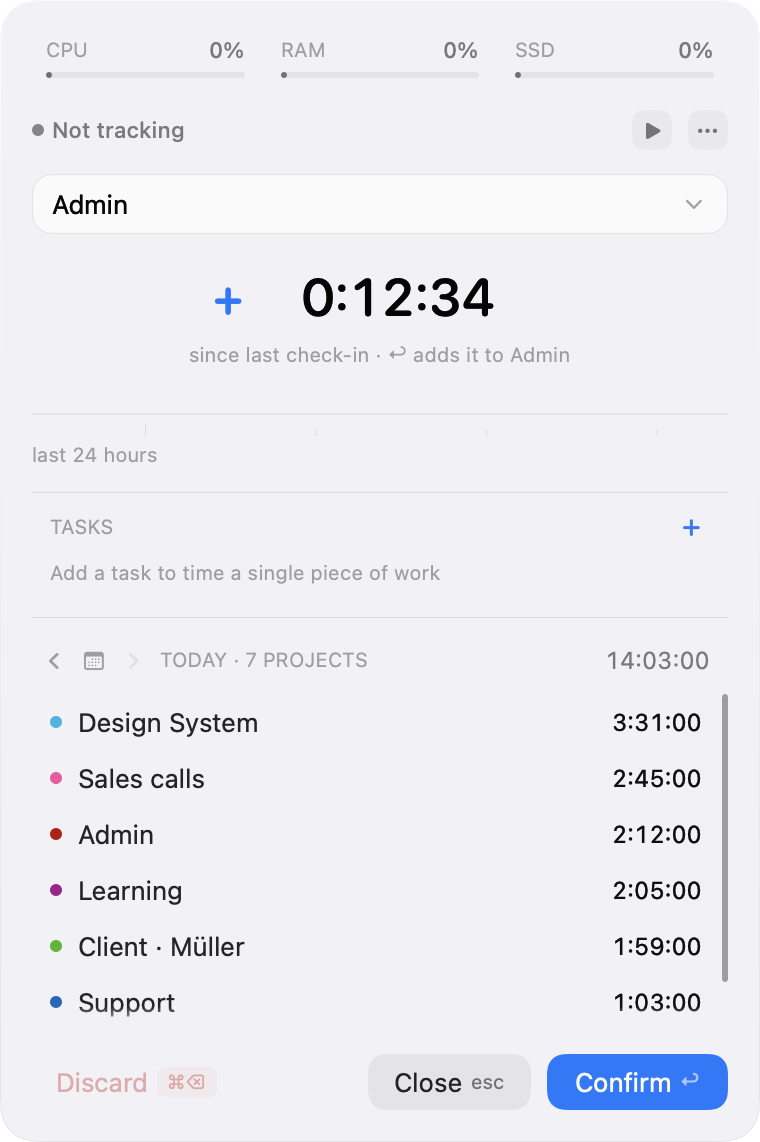 CPU 0% RAM 0% SSD 0%
Not tracking
Admin
+ 0:12:34
since last check-in · ↩ adds it to Admin
last 24 hours
TASKS +
Add a task to time a single piece of work
TODAY · 7 PROJECTS 14:03:00
Design System 3:31:00
Sales calls 2:45:00
Admin 2:12:00
Learning 2:05:00
Client · Müller 1:59:00
Support 1:03:00
Discard ⌘⌫ Close esc Confirm ↩